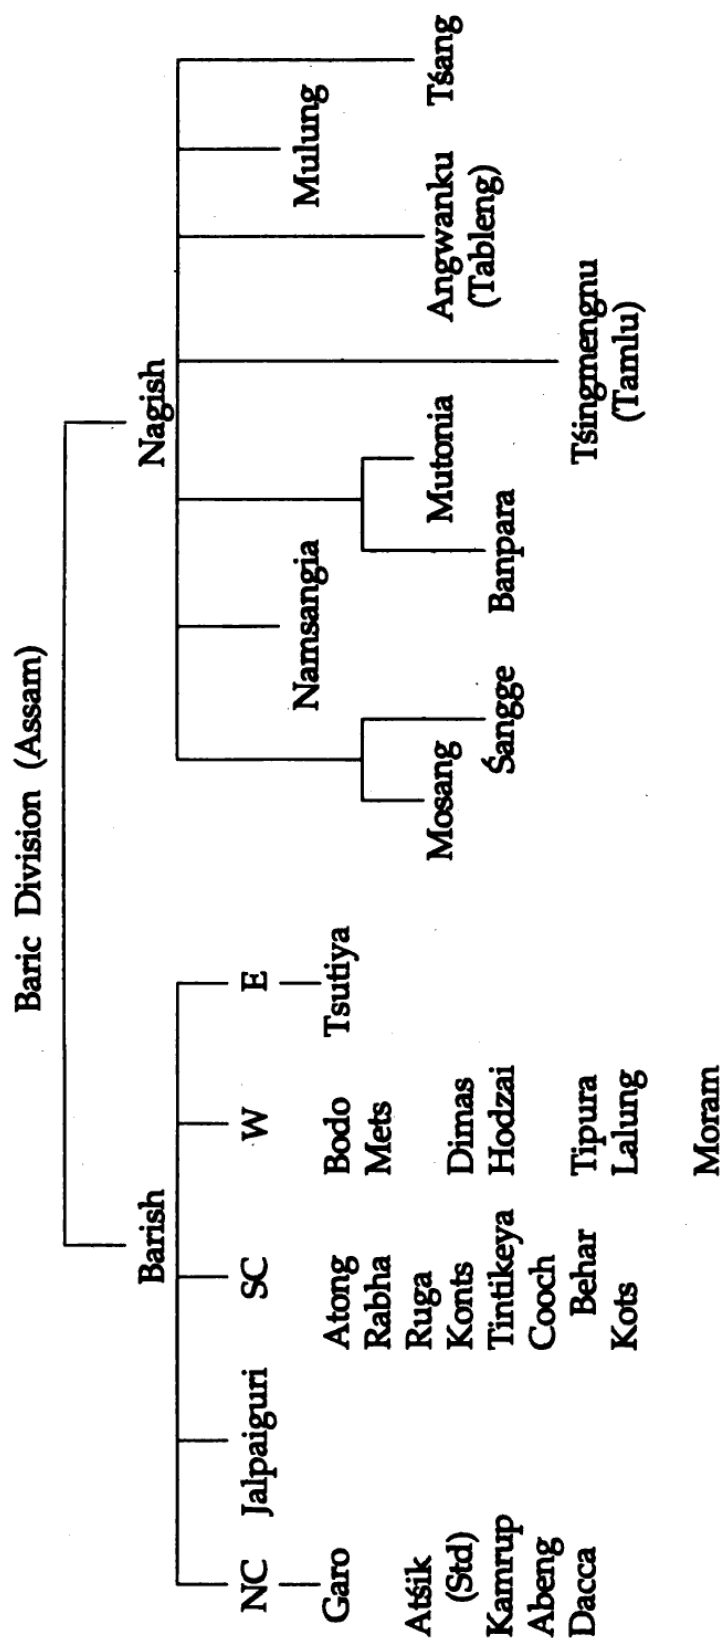 Baric Division (Assam)
Barish
Nagish
NC
Jalpaiguri
SC
W
E
Garo
Atśik
(Std)
Kamrup
Abeng
Dacca
Atong
Rabha
Ruga
Konts
Tintikeya
Cooch
Behar
Kots
Bodo
Mets
Dimas
Hodzai
Tipura
Lalung
Moram
Tsutiya
Mosang
Śangge
Namsangia
Banpara
Mutonia
Tśingmengnu
(Tamlu)
Angwanku
(Tableng)
Mulung
Tśang